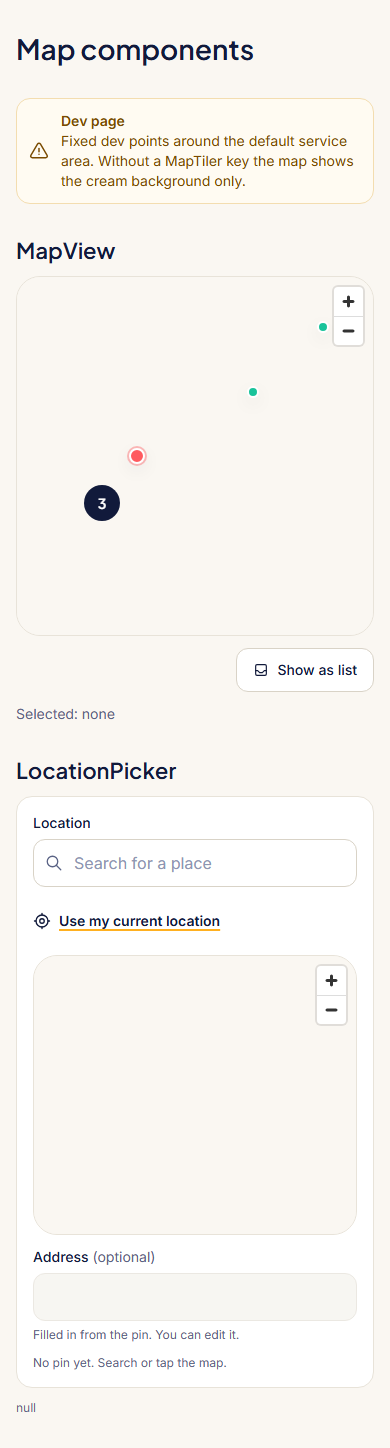 Map components
Dev page
Fixed dev points around the default service
area. Without a MapTiler key the map shows
the cream background only.
MapView
3
Show as list
Selected: none
LocationPicker
Location
Search for a place
Use my current location
Address (optional)
Filled in from the pin. You can edit it.
No pin yet. Search or tap the map.
null